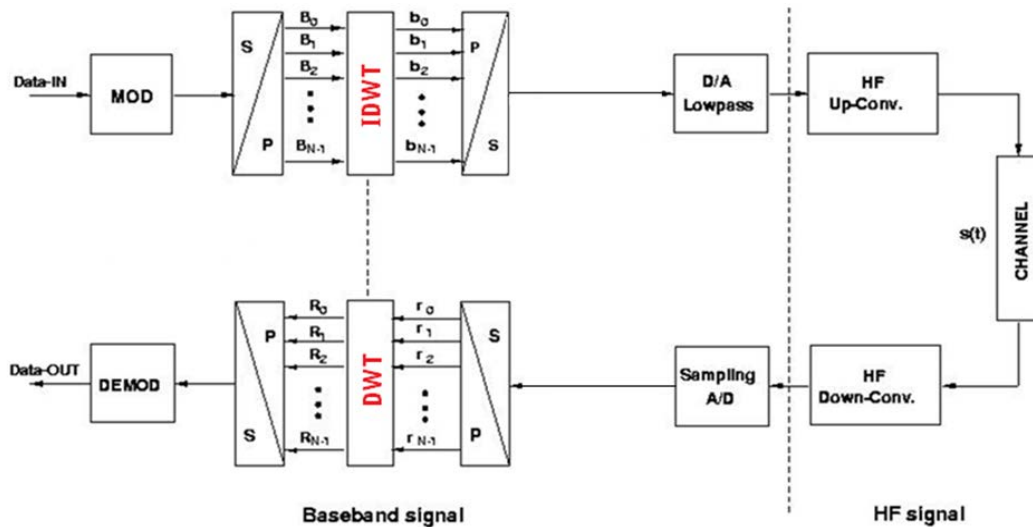 Data-IN
MOD
S
P
B0
B1
B2
BN-1
IDWT
b0
b1
b2
bN-1
P
S
D/A
Lowpass
HF
Up-Conv.
s(t)
CHANNEL
Data-OUT
DEMOD
P
S
R0
R1
R2
RN-1
DWT
r0
r1
r2
rN-1
S
P
Sampling
A/D
HF
Down-Conv.
Baseband signal
HF signal